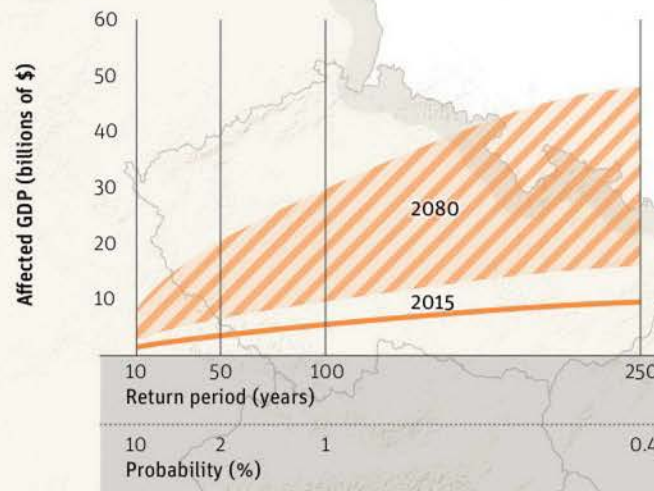 Affected GDP (billions of $)
60
50
40
30
20
10
2080
2015
10 50 100 250
Return period (years)
10 2 1 0.4
Probability (%)